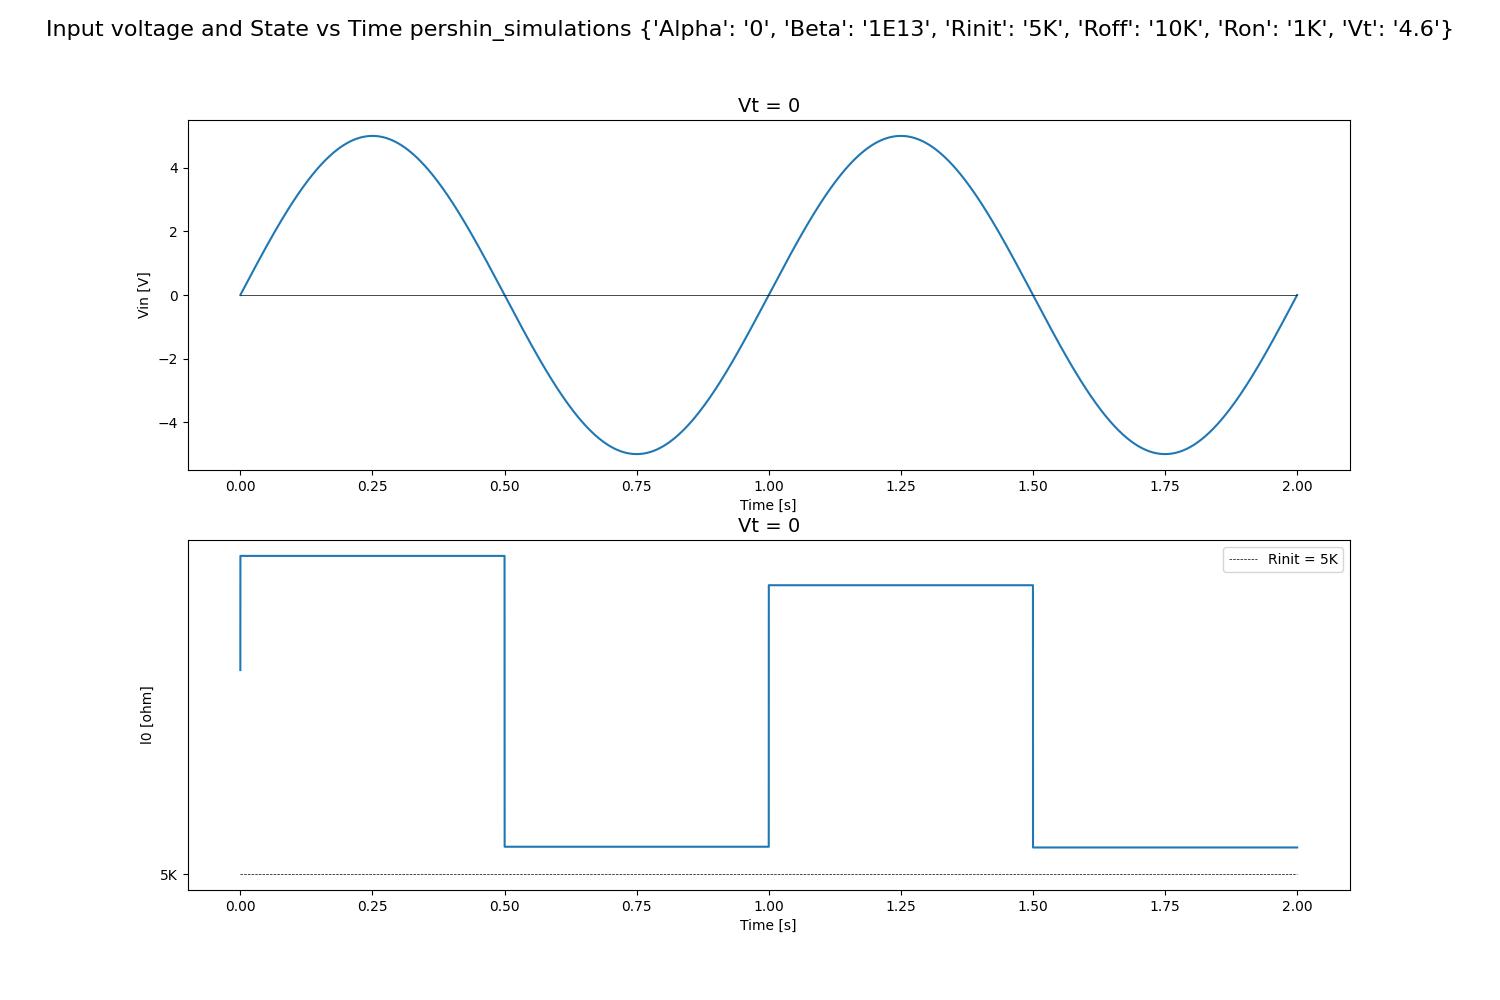 Input voltage and State vs Time pershin_simulations {'Alpha': '0', 'Beta': '1E13', 'Rinit': '5K', 'Roff': '10K', 'Ron': '1K', 'Vt': '4.6'}
Vt = 0
4
2
0
−2
−4
Vin [V]
0.00 0.25 0.50 0.75 1.00 1.25 1.50 1.75 2.00
Time [s]
Vt = 0
Rinit = 5K
I0 [ohm]
5K
0.00 0.25 0.50 0.75 1.00 1.25 1.50 1.75 2.00
Time [s]